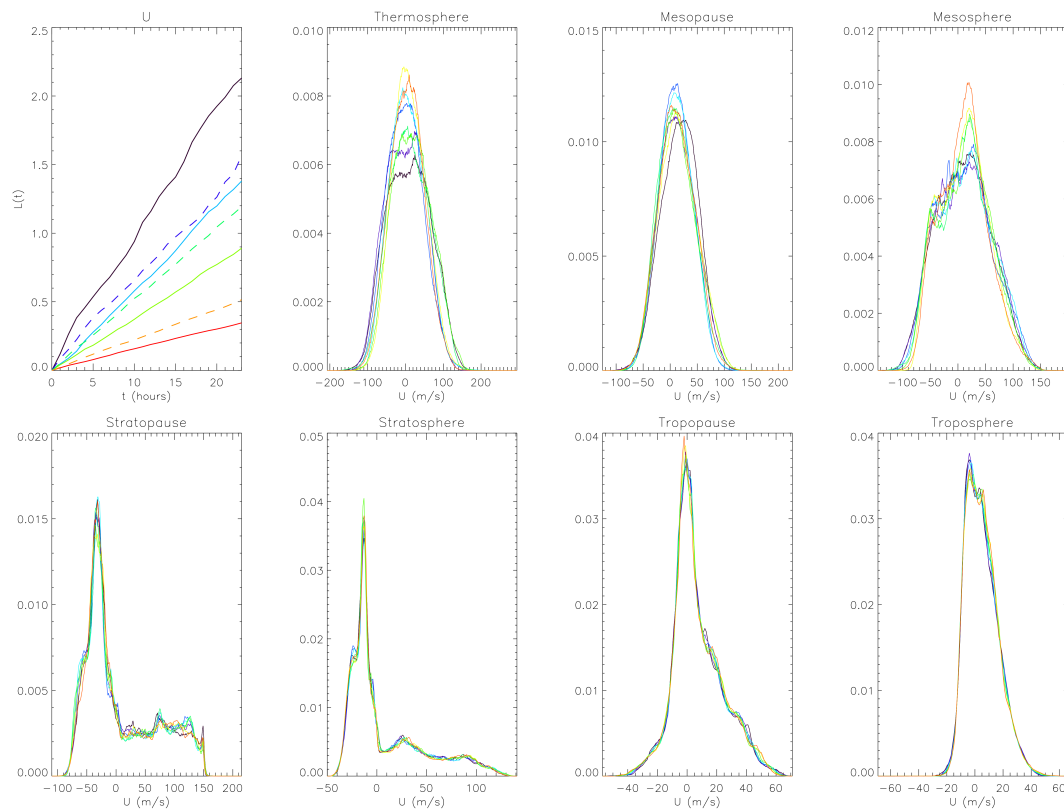 U
2.5
2.0
1.5
1.0
0.5
0.0
L(t)
0 5 10 15 20
t (hours)
Thermosphere
0.010
0.008
0.006
0.004
0.002
0.000
-200 -100 0 100 200
U (m/s)
Mesopause
0.015
0.010
0.005
0.000
-100 -50 0 50 100 150
U (m/s)
Mesosphere
0.012
0.010
0.008
0.006
0.004
0.002
0.000
-100 -50 0 50 100 150
U (m/s)
Stratopause
0.020
0.015
0.010
0.005
0.000
-100 -50 0 50 100 150 200
U (m/s)
Stratosphere
0.05
0.04
0.03
0.02
0.01
0.00
-50 0 50 100
U (m/s)
Tropopause
0.04
0.03
0.02
0.01
0.00
-40 -20 0 20 40 60
U (m/s)
Troposphere
0.04
0.03
0.02
0.01
0.00
-60 -40 -20 0 20 40 60
U (m/s)